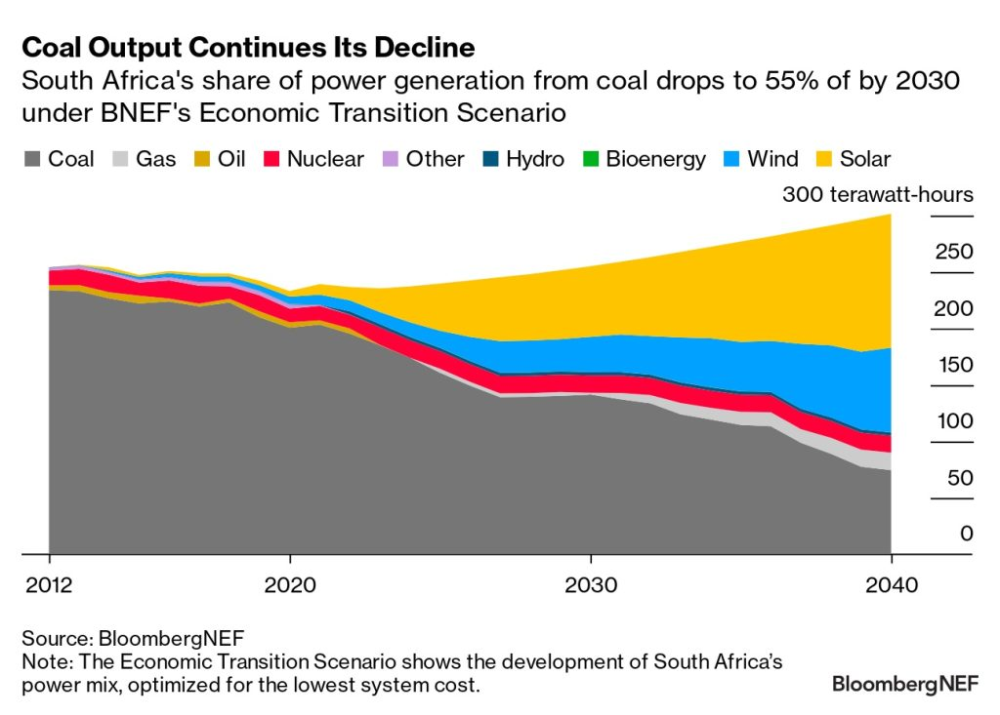 Coal Output Continues Its Decline
South Africa's share of power generation from coal drops to 55% of by 2030
under BNEF's Economic Transition Scenario
Coal Gas Oil Nuclear Other Hydro Bioenergy Wind Solar
300 terawatt-hours
250
200
150
100
50
0
2012 2020 2030 2040
Source: BloombergNEF
Note: The Economic Transition Scenario shows the development of South Africa's
power mix, optimized for the lowest system cost.
BloombergNEF